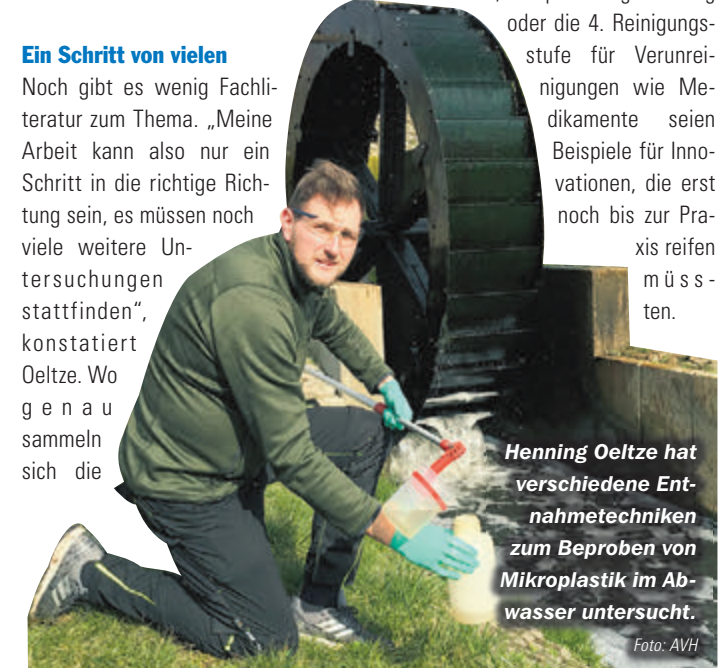 Ein Schritt von vielen
Noch gibt es wenig Fachli-
teratur zum Thema. „Meine
Arbeit kann also nur ein
Schritt in die richtige Rich-
tung sein, es müssen noch
viele weitere Un-
tersuchungen
stattfinden“,
konstatiert
Oeltze. Wo
genau
sammeln
sich die
oder die 4. Reinigungs-
stufe für Verunrei-
nigungen wie Me-
dikamente seien
Beispiele für Inno-
vationen, die erst
noch bis zur Pra-
xis reifen
müss-
ten.
Henning Oeltze hat
verschiedene Ent-
nahmetechniken
zum Beproben von
Mikroplastik im Ab-
wasser untersucht.
Foto: AVH